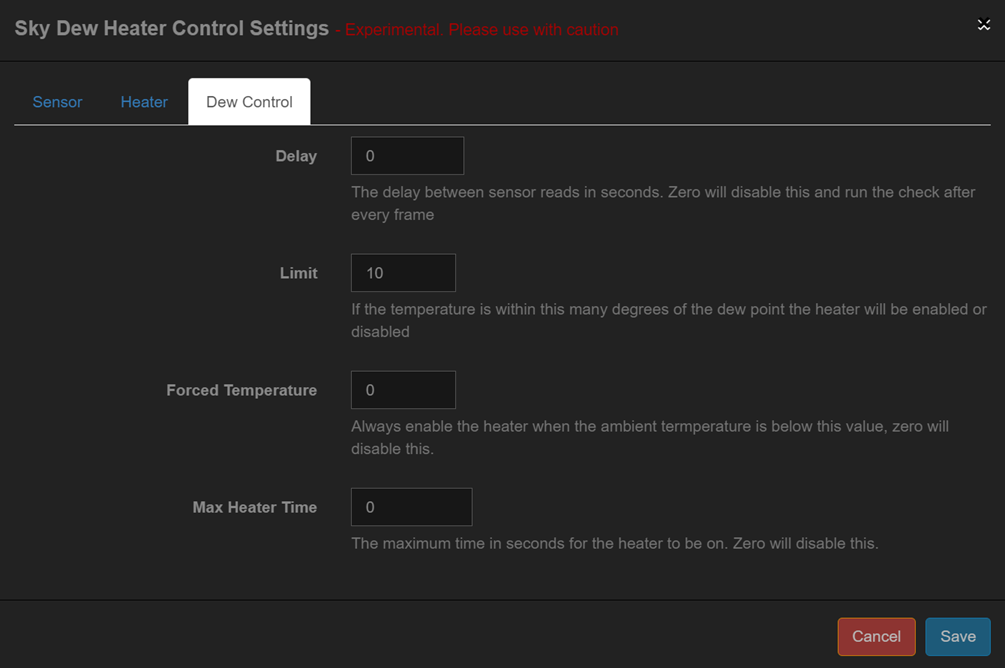 Sky Dew Heater Control Settings - Expermental. Please use with caution
Sensor Heater Dew Control
Delay 0
The delay between sensor reads in seconds. Zero will disable this and run the check after
every frame
Limit 10
If the temperature is within this many degrees of the dew point the heater will be enabled or
disabled
Forced Temperature 0
Always enable the heater when the ambient termperature is below this value, zero will
disable this.
Max Heater Time 0
The maximum time in seconds for the heater to be on. Zero will disable this.
Cancel Save